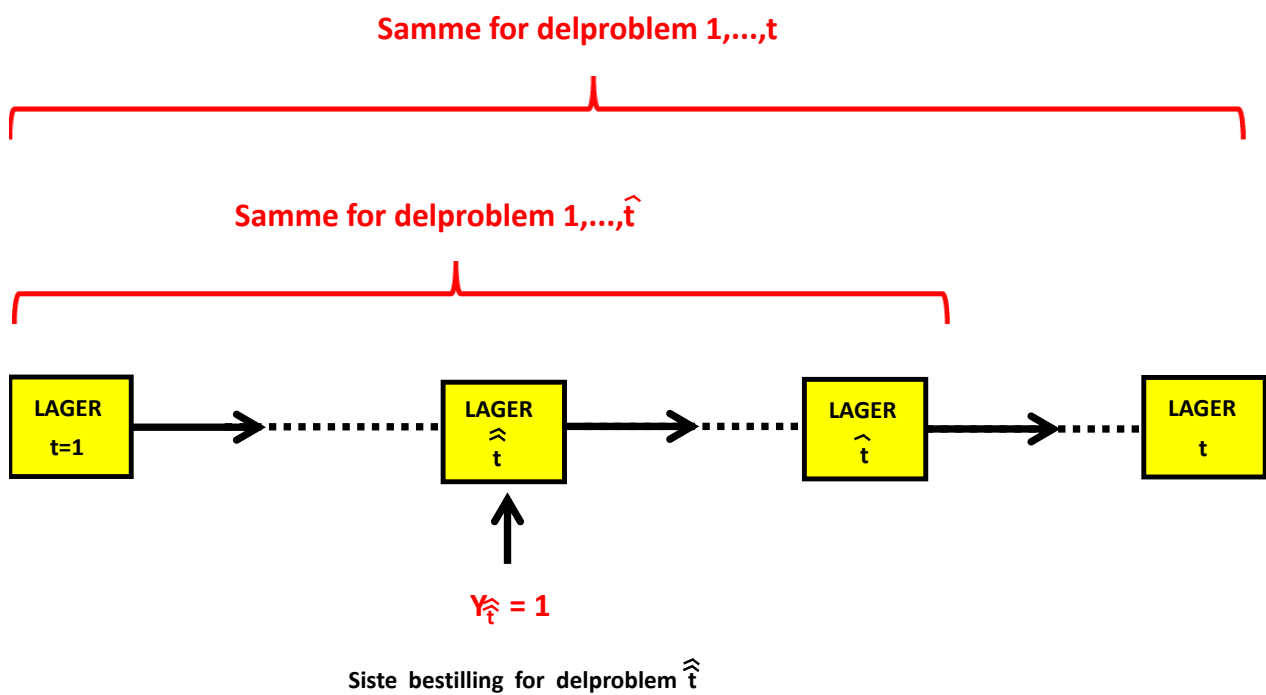 Samme for delproblem 1,...,t
Samme for delproblem 1,...,t̂
LAGER
t=1
LAGER
t̂̂
LAGER
t̂
LAGER
t
Yt̂̂ = 1
Siste bestilling for delproblem t̂̂̂